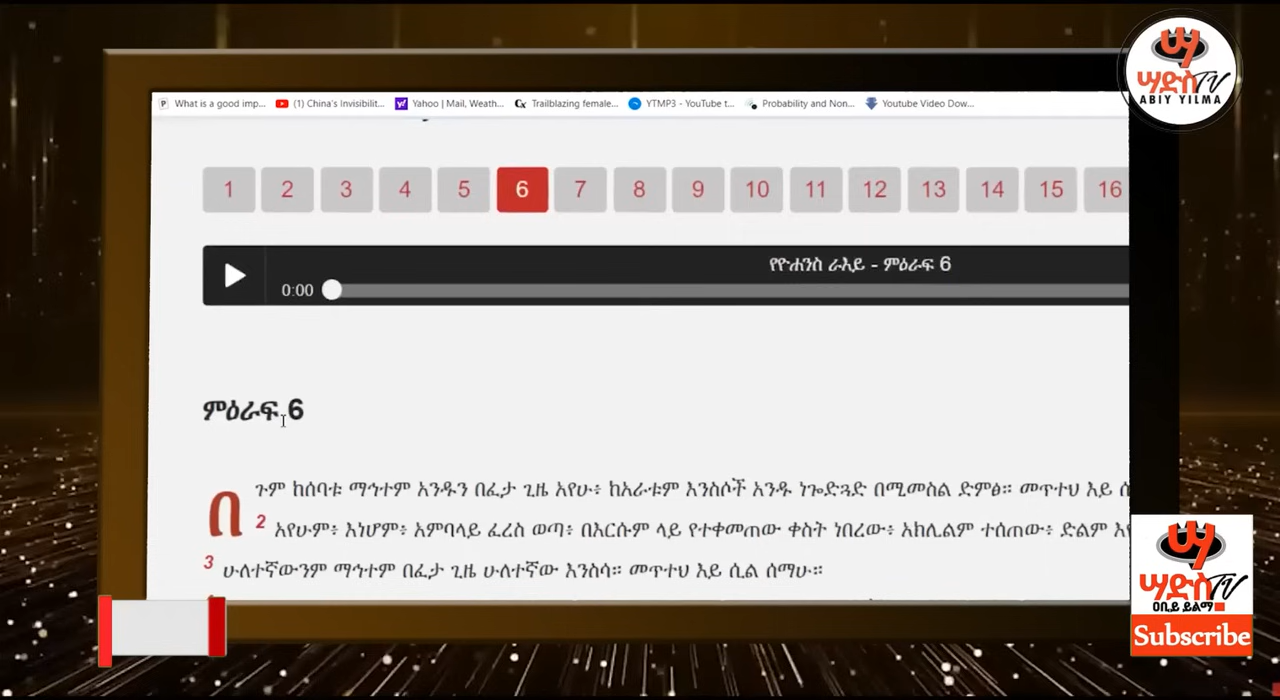 What is a good imp...
(1) China's Invisibilit...
Yahoo | Mail, Weath...
Trailblazing female...
YTMP3 - YouTube t...
Probability and Non...
Youtube Video Dow...
ሣድስ TV
ABIY YILMA
1 2 3 4 5 6 7 8 9 10 11 12 13 14 15 16
የዮሐንስ ራእይ - ምዕራፍ 6
0:00
ምዕራፍ 6
በጉም ከሰባቱ ማኅተም አንዱን በፈታ ጊዜ አየሁ፥ ከአራቱም እንስሶች አንዱ ነጐድጓድ በሚመስል ድምፅ። መጥተህ እይ
2 አየሁም፥ እነሆም፥ አምባላይ ፈረስ ወጣ፥ በእርሱም ላይ የተቀመጠው ቀስት ነበረው፥ አክሊልም ተሰጠው፥ ድልም
3 ሁለተኛውንም ማኅተም በፈታ ጊዜ ሁለተኛው እንስሳ። መጥተህ እይ ሲል ሰማሁ።
ሣድስ TV
ዐቢይ ይልማ
Subscribe